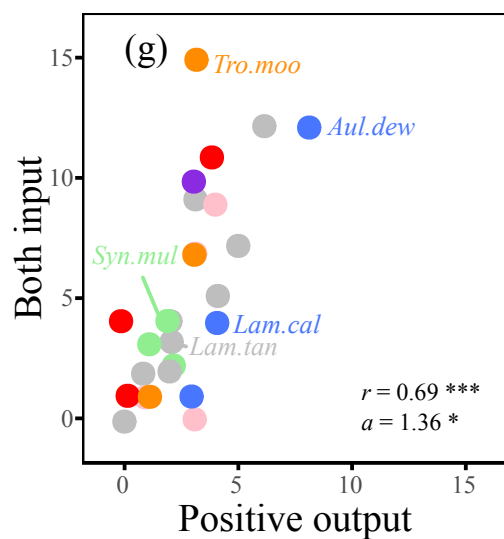 (g)
Tro.moo
Aul.dew
Syn.mul
Lam.cal
Lam.tan
r = 0.69 ***
a = 1.36 *
Both input
15
10
5
0
0 5 10 15
Positive output